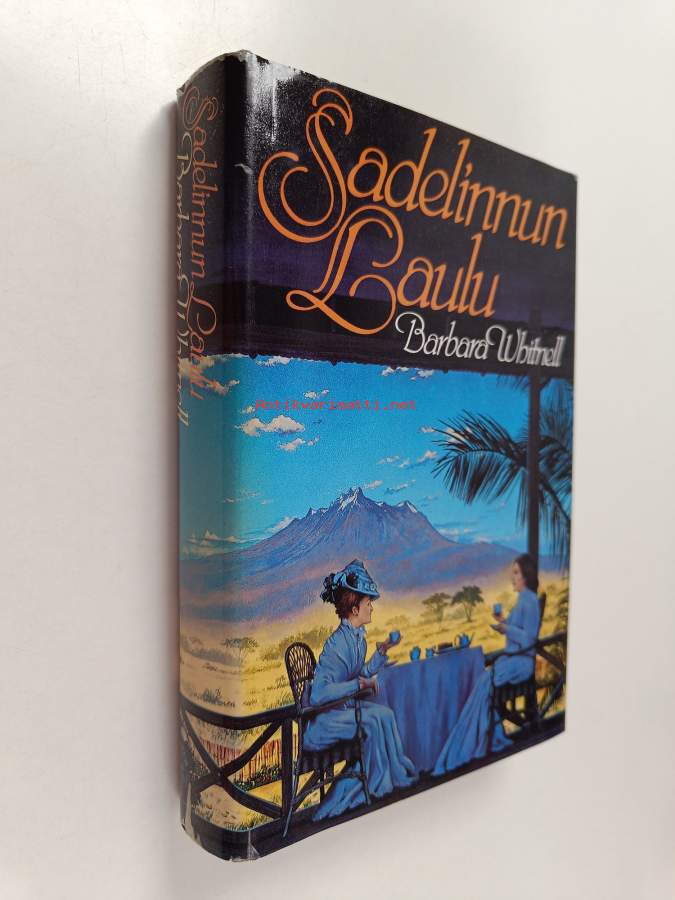 Sadelinnun
Laulu
Barbara Whitnell
Sadelinnun Laulu
Barbara Whitnell
Antikvariaatti.net